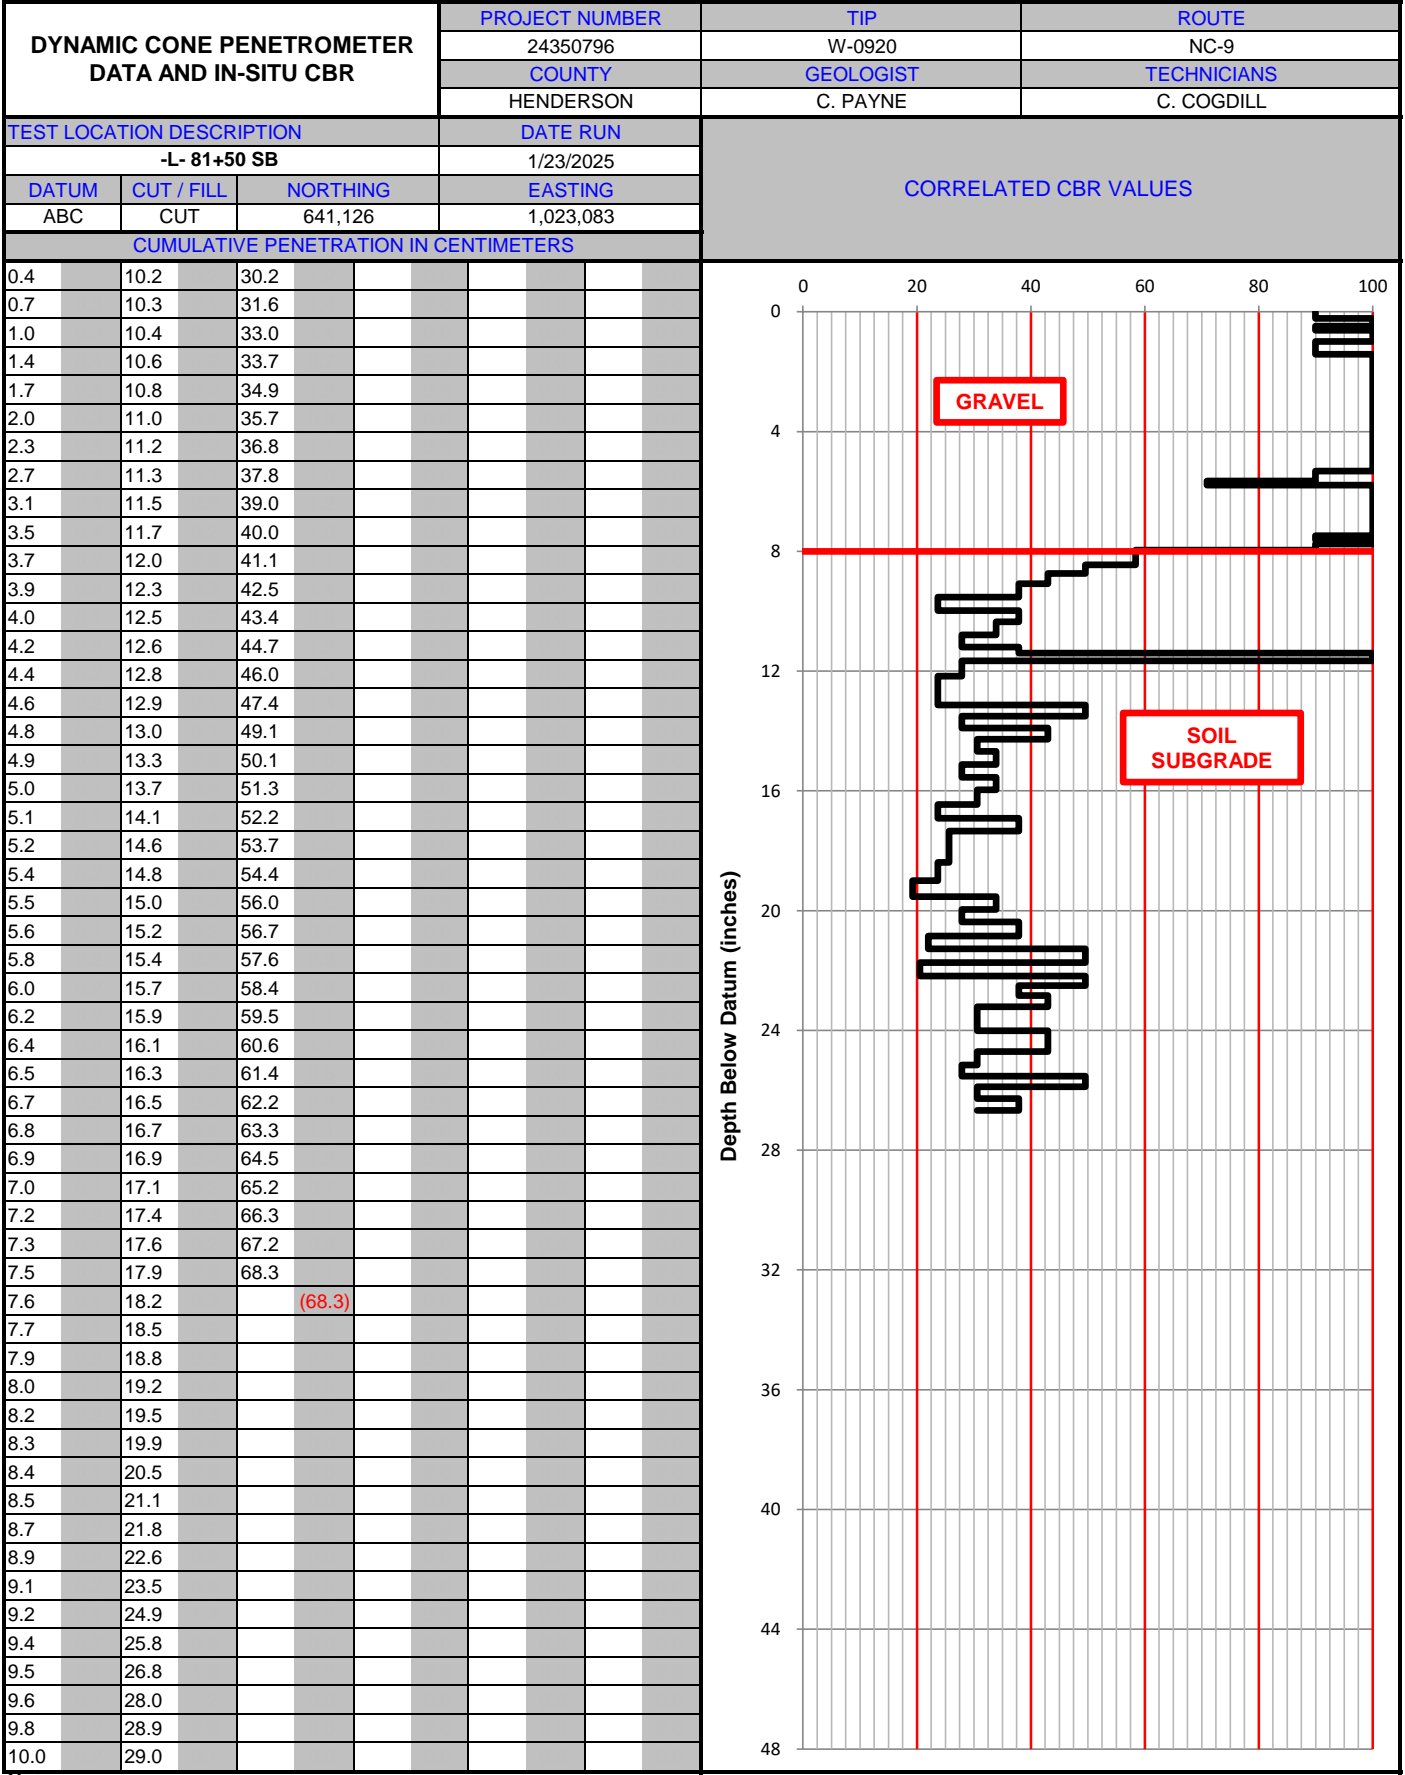 DYNAMIC CONE PENETROMETER
DATA AND IN-SITU CBR
PROJECT NUMBER TIP ROUTE
24350796 W-0920 NC-9
COUNTY GEOLOGIST TECHNICIANS
HENDERSON C. PAYNE C. COGDILL
TEST LOCATION DESCRIPTION DATE RUN
-L- 81+50 SB 1/23/2025
DATUM CUT / FILL NORTHING EASTING
ABC CUT 641,126 1,023,083
CORRELATED CBR VALUES
CUMULATIVE PENETRATION IN CENTIMETERS
0.4 10.2 30.2
0.7 10.3 31.6
1.0 10.4 33.0
1.4 10.6 33.7
1.7 10.8 34.9
2.0 11.0 35.7
2.3 11.2 36.8
2.7 11.3 37.8
3.1 11.5 39.0
3.5 11.7 40.0
3.7 12.0 41.1
3.9 12.3 42.5
4.0 12.5 43.4
4.2 12.6 44.7
4.4 12.8 46.0
4.6 12.9 47.4
4.8 13.0 49.1
4.9 13.3 50.1
5.0 13.7 51.3
5.1 14.1 52.2
5.2 14.6 53.7
5.4 14.8 54.4
5.5 15.0 56.0
5.6 15.2 56.7
5.8 15.4 57.6
6.0 15.7 58.4
6.2 15.9 59.5
6.4 16.1 60.6
6.5 16.3 61.4
6.7 16.5 62.2
6.8 16.7 63.3
6.9 16.9 64.5
7.0 17.1 65.2
7.2 17.4 66.3
7.3 17.6 67.2
7.5 17.9 68.3
7.6 18.2 (68.3)
7.7 18.5
7.9 18.8
8.0 19.2
8.2 19.5
8.3 19.9
8.4 20.5
8.5 21.1
8.7 21.8
8.9 22.6
9.1 23.5
9.2 24.9
9.4 25.8
9.5 26.8
9.6 28.0
9.8 28.9
10.0 29.0
0 20 40 60 80 100
0
4
8
12
16
20
24
28
32
36
40
44
48
Depth Below Datum (inches)
GRAVEL
SOIL
SUBGRADE